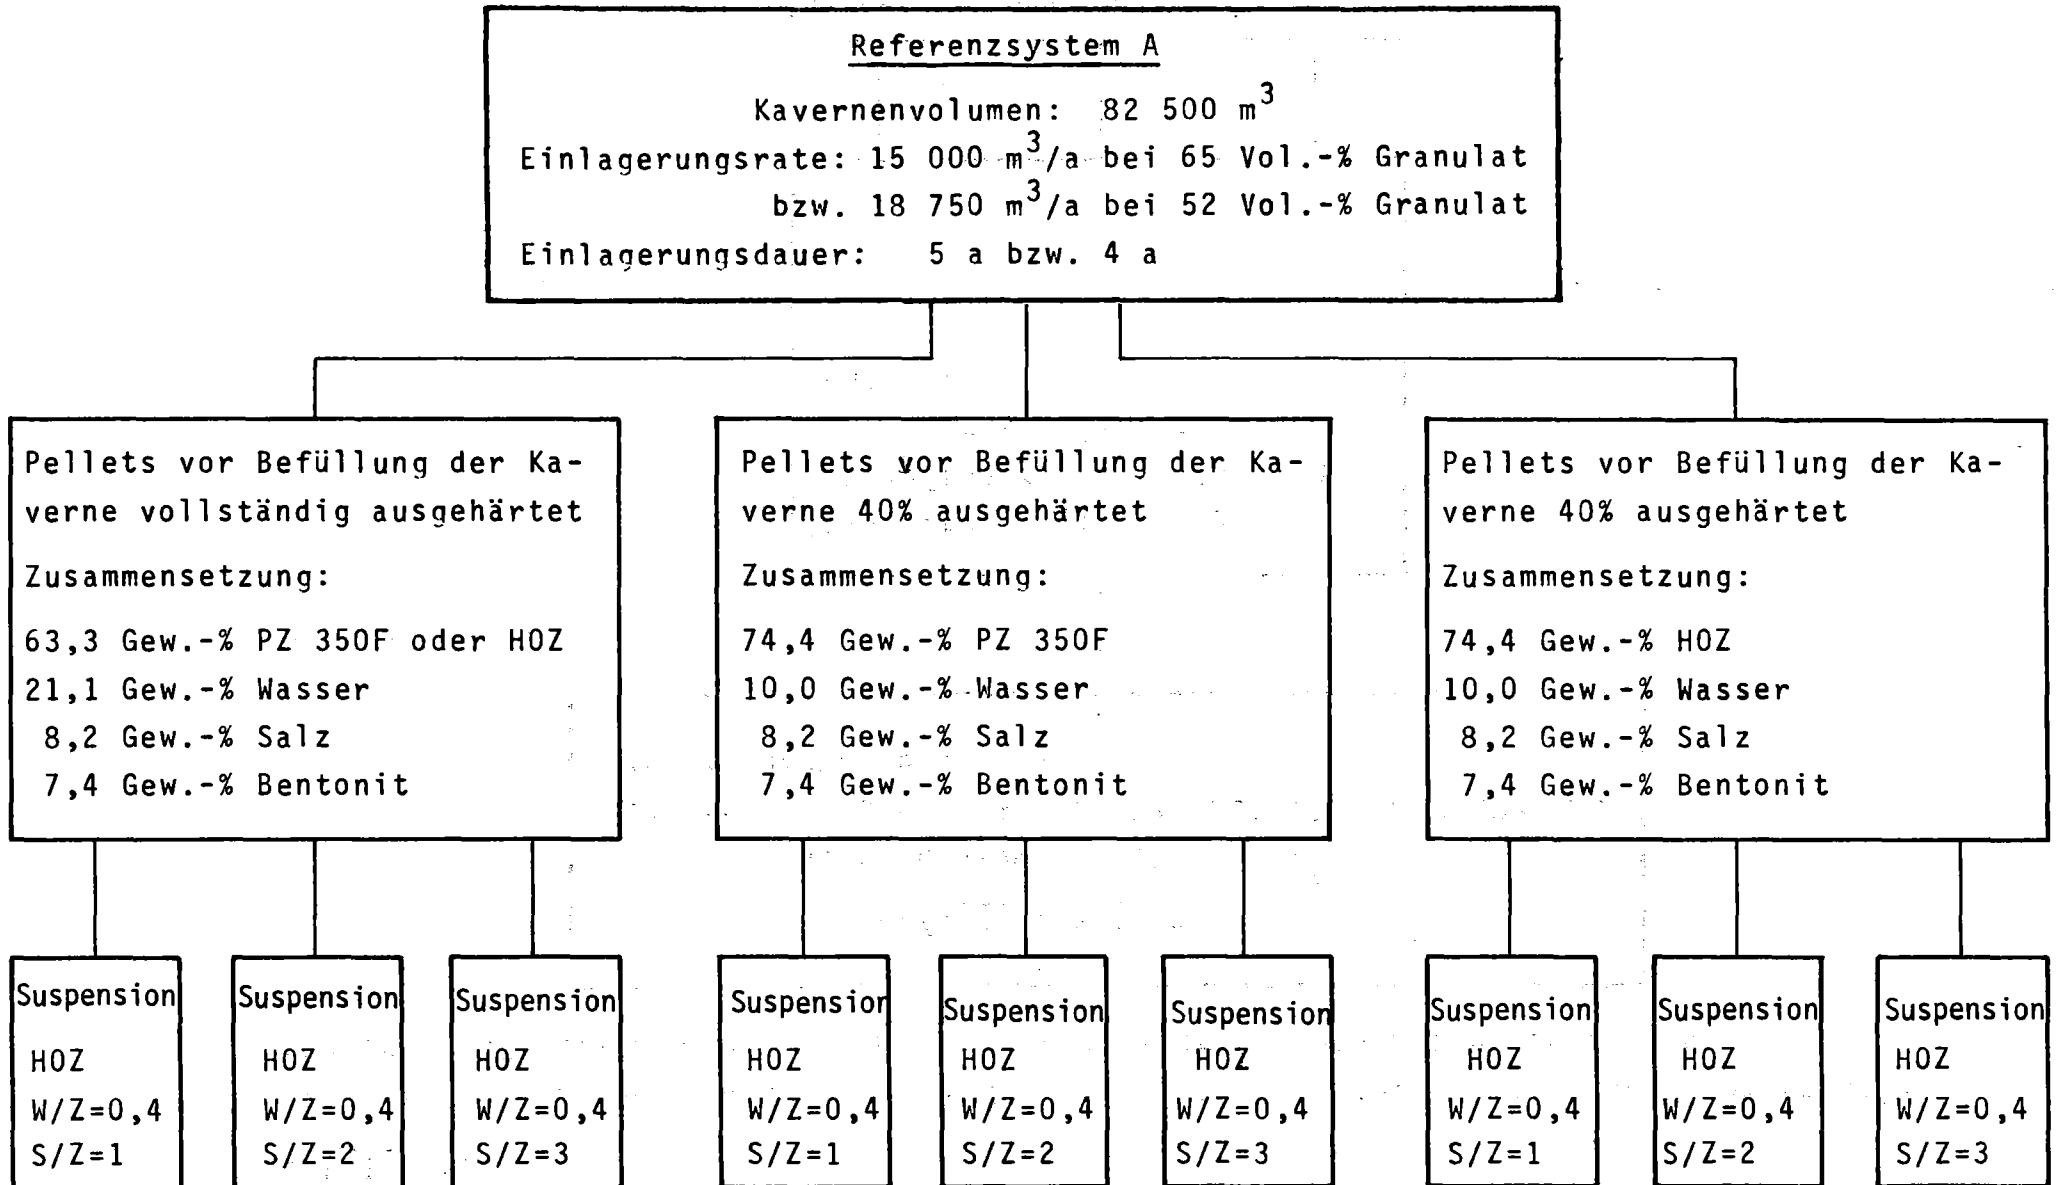 Referenzsystem A
Kavernenvolumen: 82 500 m³
Einlagerungsrate: 15 000 m³/a bei 65 Vol.-% Granulat
bzw. 18 750 m³/a bei 52 Vol.-% Granulat
Einlagerungsdauer: 5 a bzw. 4 a
Pellets vor Befüllung der Ka-
verne vollständig ausgehärtet
Zusammensetzung:
63,3 Gew.-% PZ 350F oder HOZ
21,1 Gew.-% Wasser
8,2 Gew.-% Salz
7,4 Gew.-% Bentonit
Pellets vor Befüllung der Ka-
verne 40% ausgehärtet
Zusammensetzung:
74,4 Gew.-% PZ 350F
10,0 Gew.-% Wasser
8,2 Gew.-% Salz
7,4 Gew.-% Bentonit
Pellets vor Befüllung der Ka-
verne 40% ausgehärtet
Zusammensetzung:
74,4 Gew.-% HOZ
10,0 Gew.-% Wasser
8,2 Gew.-% Salz
7,4 Gew.-% Bentonit
Suspension
HOZ
W/Z=0,4
S/Z=1
Suspension
HOZ
W/Z=0,4
S/Z=2
Suspension
HOZ
W/Z=0,4
S/Z=3
Suspension
HOZ
W/Z=0,4
S/Z=1
Suspension
HOZ
W/Z=0,4
S/Z=2
Suspension
HOZ
W/Z=0,4
S/Z=3
Suspension
HOZ
W/Z=0,4
S/Z=1
Suspension
HOZ
W/Z=0,4
S/Z=2
Suspension
HOZ
W/Z=0,4
S/Z=3